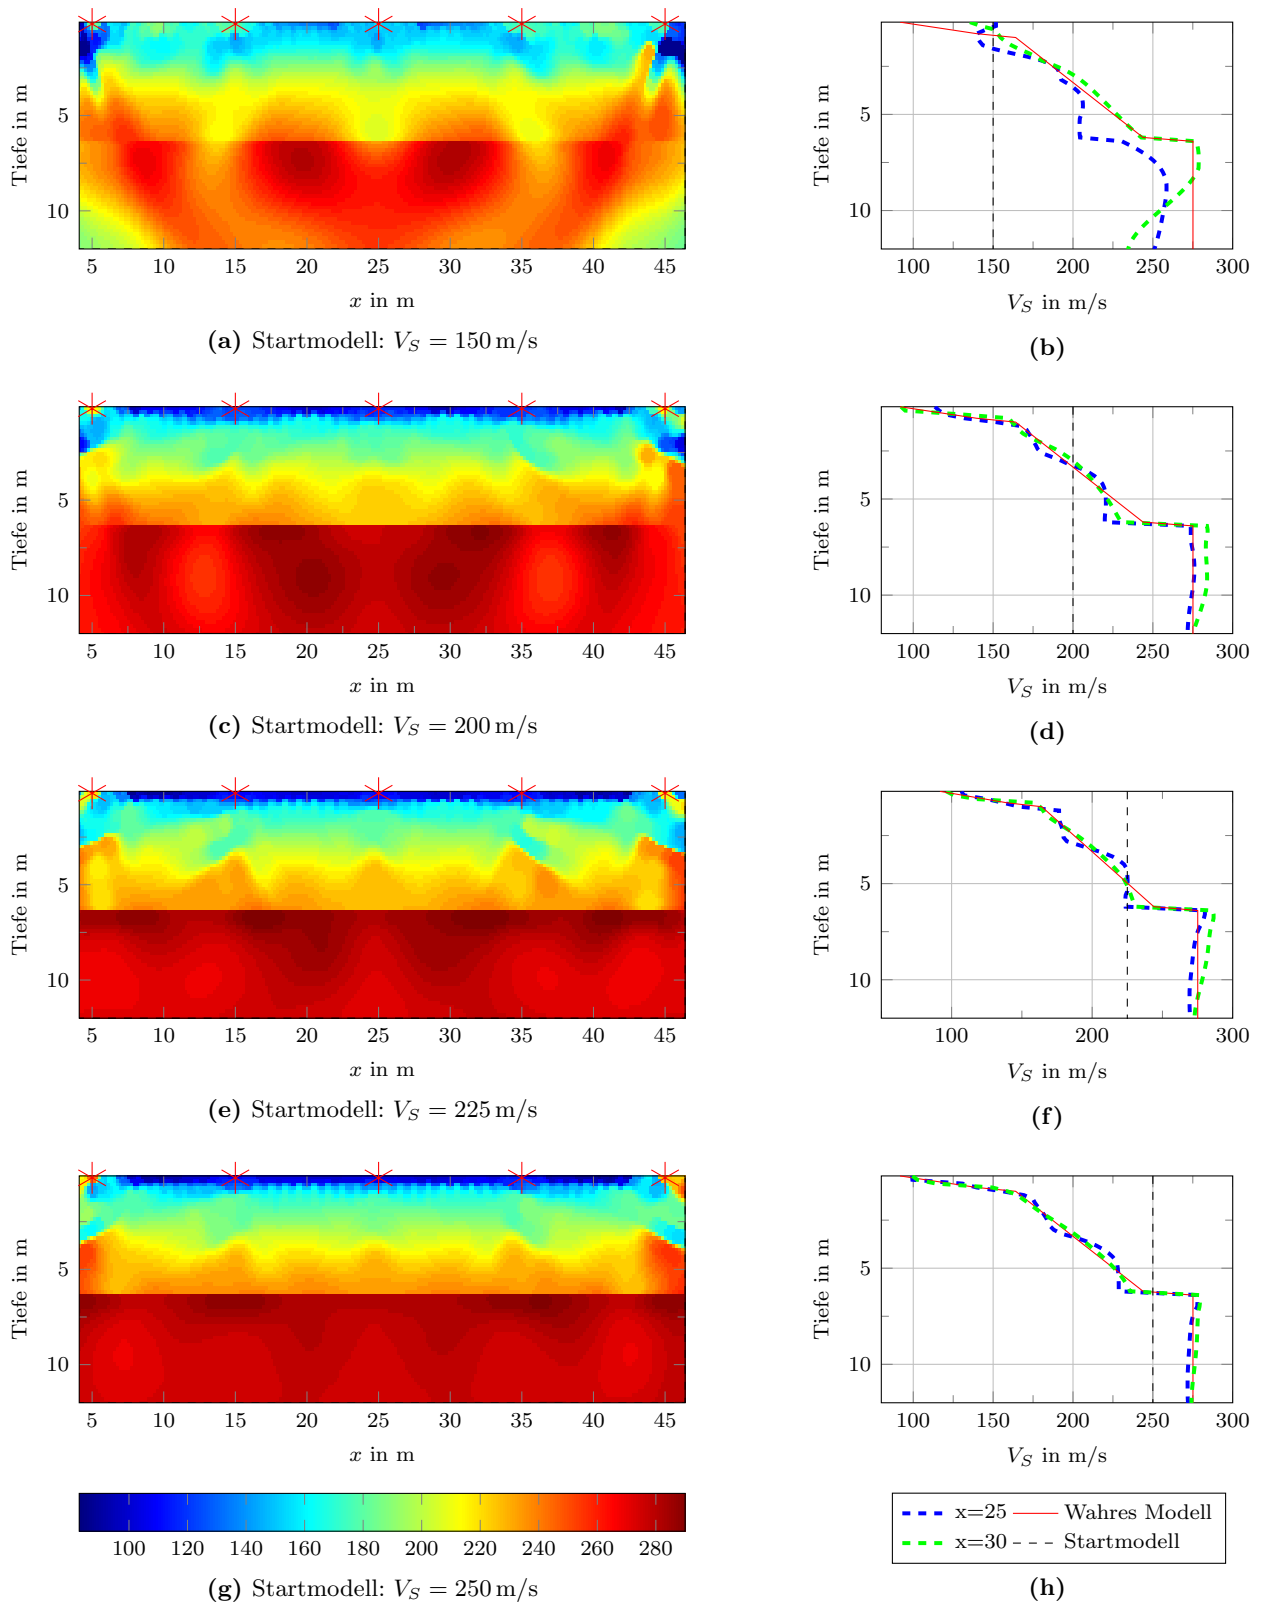 Tiefe in m
5
10
5 10 15 20 25 30 35 40 45
x in m
(a) Startmodell: V_S = 150 m/s
Tiefe in m
5
10
100 150 200 250 300
V_S in m/s
(b)
Tiefe in m
5
10
5 10 15 20 25 30 35 40 45
x in m
(c) Startmodell: V_S = 200 m/s
Tiefe in m
5
10
100 150 200 250 300
V_S in m/s
(d)
Tiefe in m
5
10
5 10 15 20 25 30 35 40 45
x in m
(e) Startmodell: V_S = 225 m/s
Tiefe in m
5
10
100 200 300
V_S in m/s
(f)
Tiefe in m
5
10
5 10 15 20 25 30 35 40 45
x in m
100 120 140 160 180 200 220 240 260 280
(g) Startmodell: V_S = 250 m/s
Tiefe in m
5
10
100 150 200 250 300
V_S in m/s
x=25 Wahres Modell
x=30 Startmodell
(h)